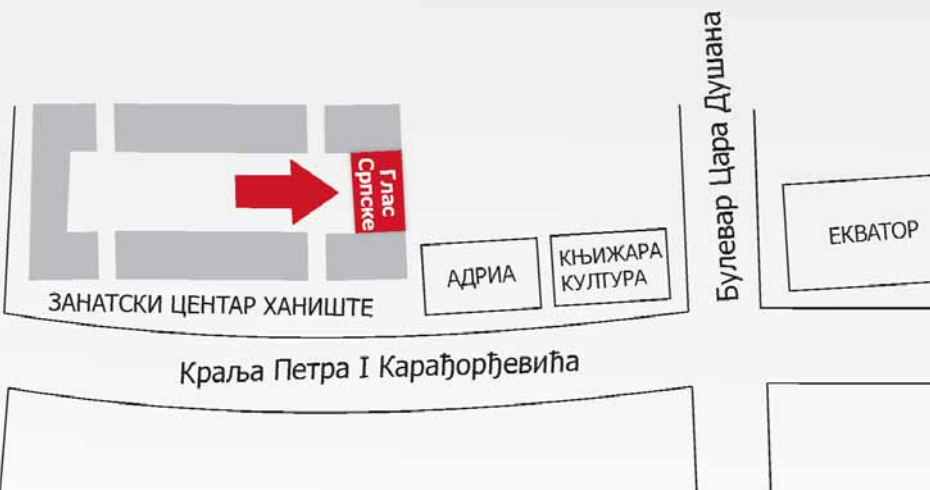 Булевар Цара Душана
Глас
Српске
ЕКВАТОР
КЊИЖАРА
КУЛТУРА
АДРИА
ЗАНАТСКИ ЦЕНТАР ХАНИШТЕ
Краља Петра I Карађорђевића